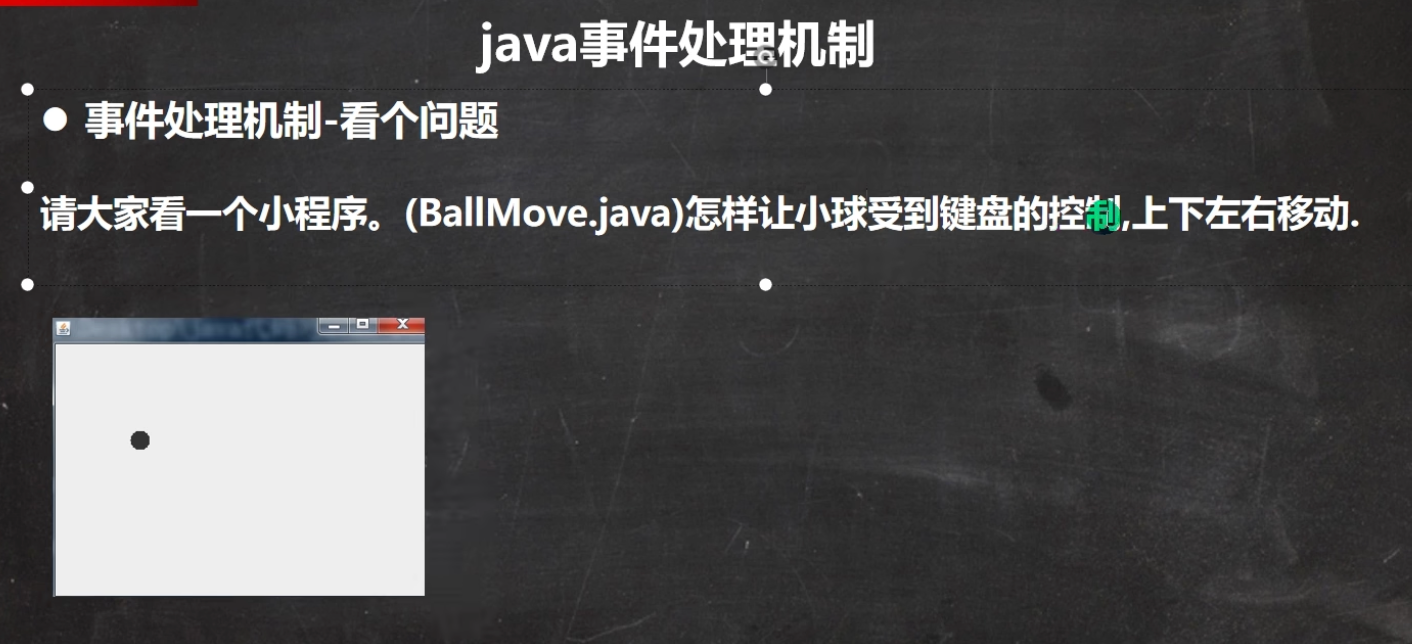 java事件处理机制
● 事件处理机制-看个问题
请大家看一个小程序。(BallMove.java)怎样让小球受到键盘的控制,上下左右移动.